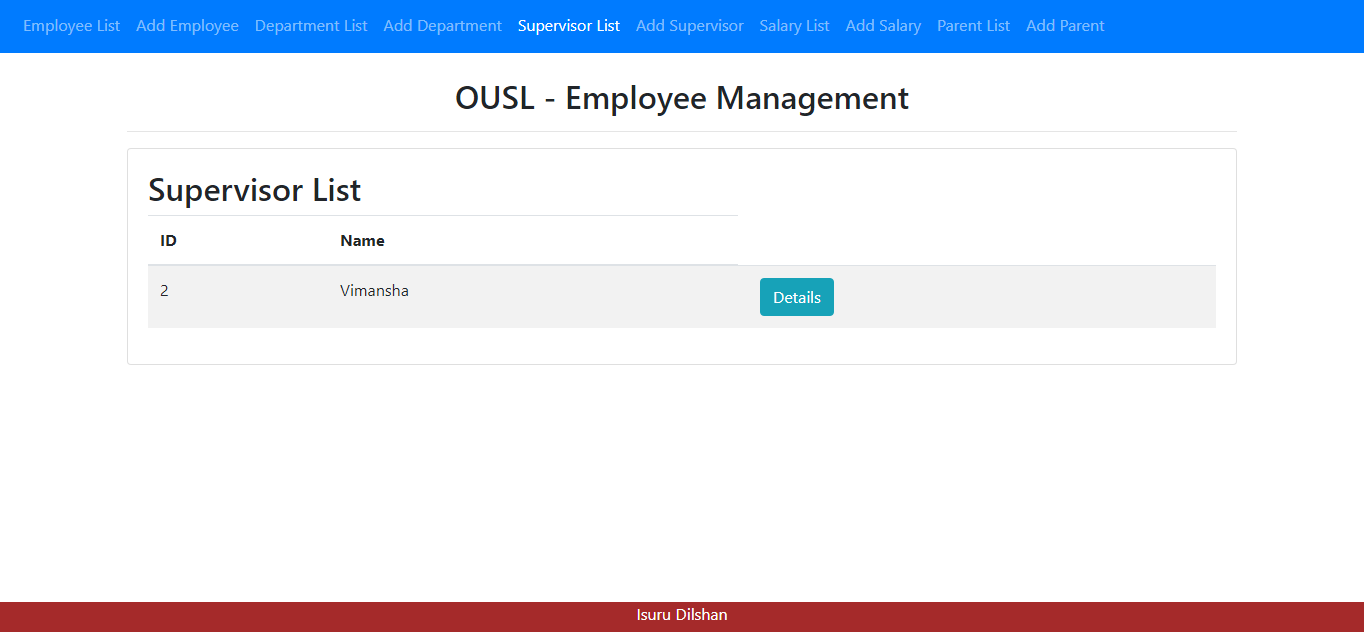 Employee List Add Employee Department List Add Department Supervisor List Add Supervisor Salary List Add Salary Parent List Add Parent
OUSL - Employee Management
Supervisor List
ID Name
2 Vimansha Details
Isuru Dilshan